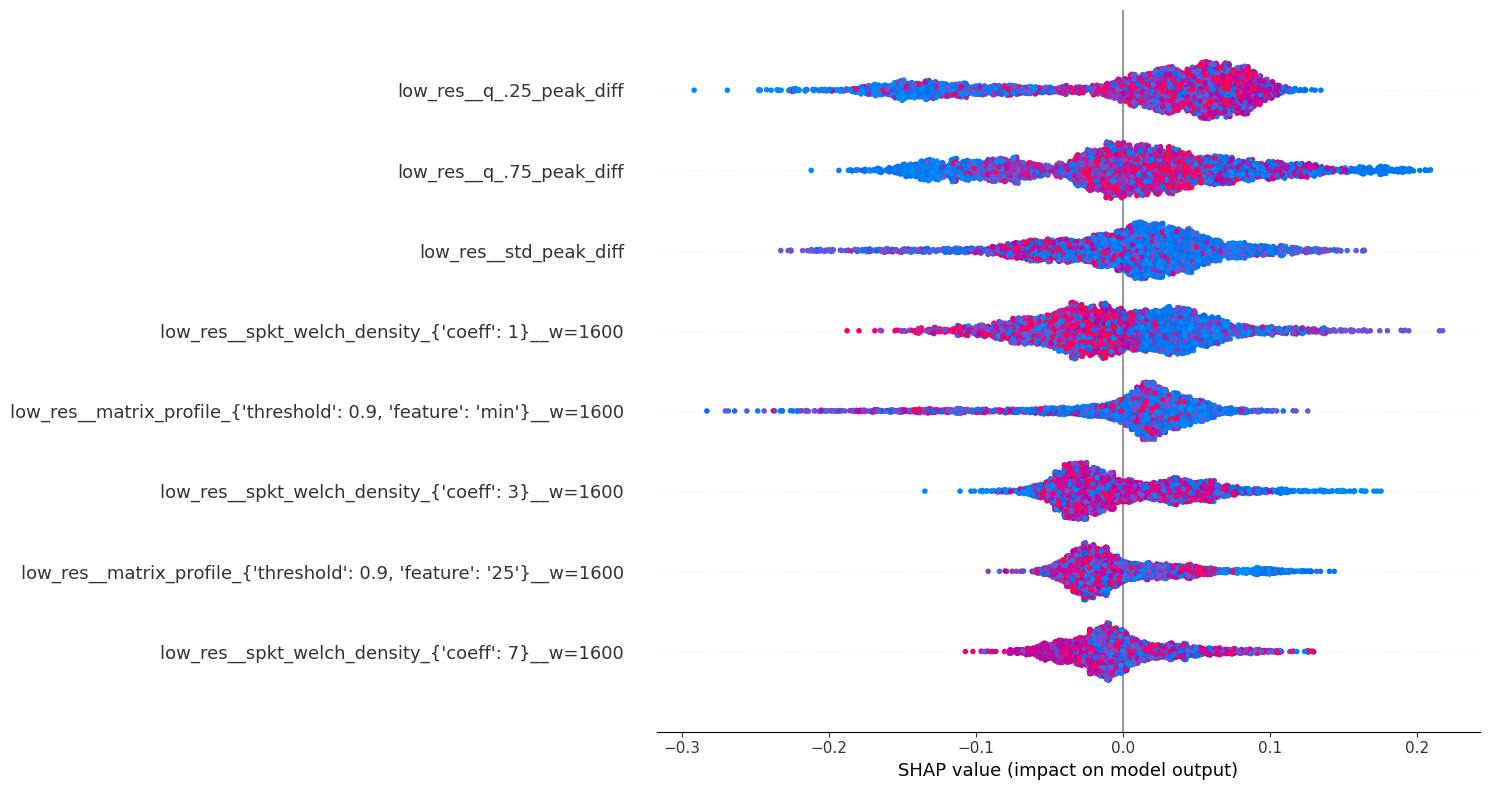 low_res__q_.25_peak_diff
low_res__q_.75_peak_diff
low_res__std_peak_diff
low_res__spkt_welch_density_{'coeff': 1}__w=1600
low_res__matrix_profile_{'threshold': 0.9, 'feature': 'min'}__w=1600
low_res__spkt_welch_density_{'coeff': 3}__w=1600
low_res__matrix_profile_{'threshold': 0.9, 'feature': '25'}__w=1600
low_res__spkt_welch_density_{'coeff': 7}__w=1600
−0.3 −0.2 −0.1 0.0 0.1 0.2
SHAP value (impact on model output)